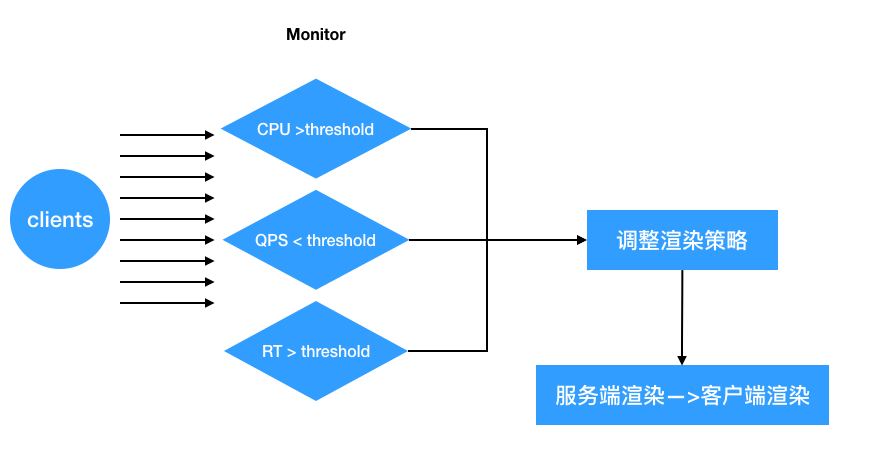 Monitor
CPU >threshold
clients
QPS < threshold
调整渲染策略
RT > threshold
服务端渲染—>客户端渲染